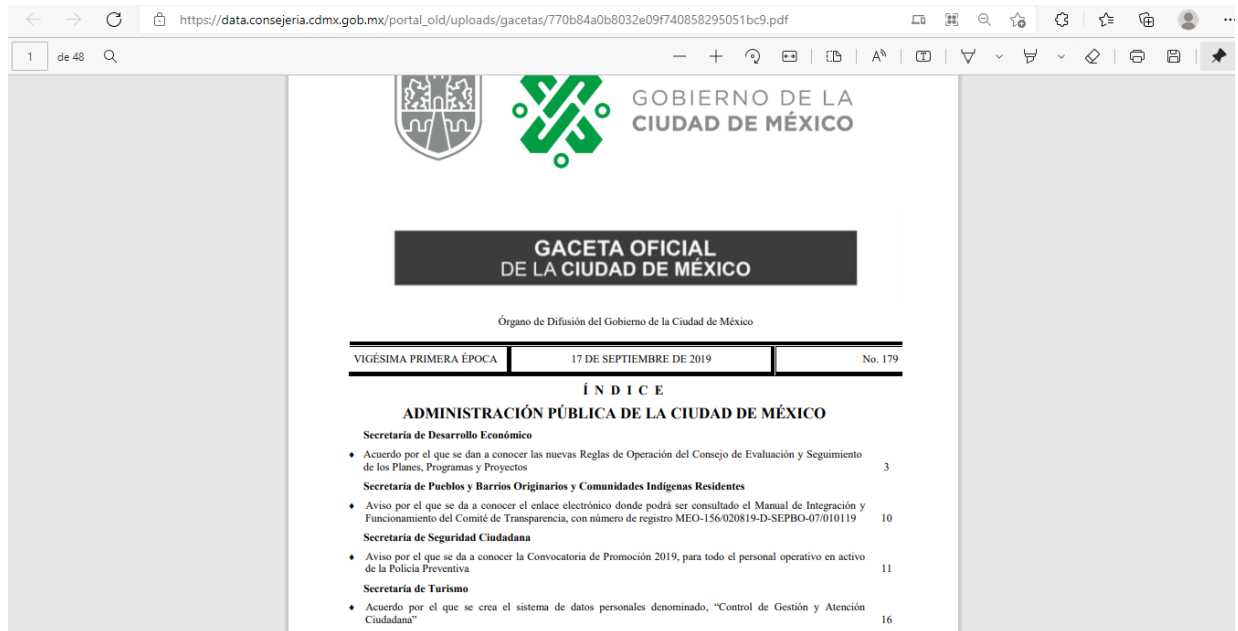 https://data.consejeria.cdmx.gob.mx/portal_old/uploads/gacetas/770b84a0b8032e09f740858295051bc9.pdf
1 de 48
GOBIERNO DE LA
CIUDAD DE MÉXICO
GACETA OFICIAL
DE LA CIUDAD DE MÉXICO
Órgano de Difusión del Gobierno de la Ciudad de México
VIGÉSIMA PRIMERA ÉPOCA 17 DE SEPTIEMBRE DE 2019 No. 179
Í N D I C E
ADMINISTRACIÓN PÚBLICA DE LA CIUDAD DE MÉXICO
Secretaría de Desarrollo Económico
♦ Acuerdo por el que se dan a conocer las nuevas Reglas de Operación del Consejo de Evaluación y Seguimiento
de los Planes, Programas y Proyectos 3
Secretaría de Pueblos y Barrios Originarios y Comunidades Indígenas Residentes
♦ Aviso por el que se da a conocer el enlace electrónico donde podrá ser consultado el Manual de Integración y
Funcionamiento del Comité de Transparencia, con número de registro MEO-156/020819-D-SEPBO-07/010119 10
Secretaría de Seguridad Ciudadana
♦ Aviso por el que se da a conocer la Convocatoria de Promoción 2019, para todo el personal operativo en activo
de la Policía Preventiva 11
Secretaría de Turismo
♦ Acuerdo por el que se crea el sistema de datos personales denominado, “Control de Gestión y Atención
Ciudadana” 16